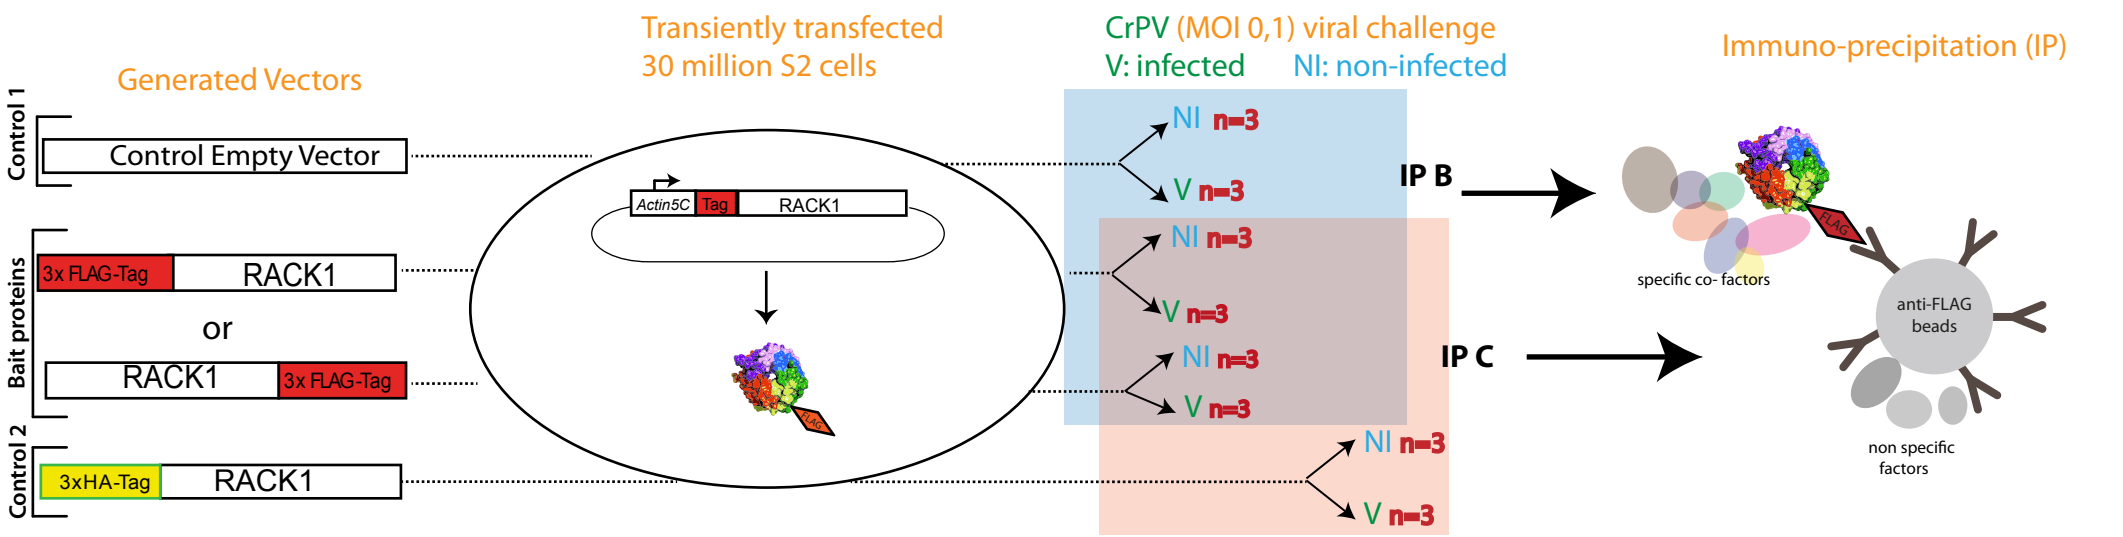 Generated Vectors
Transiently transfected
30 million S2 cells
CrPV (MOI 0,1) viral challenge
V: infected NI: non-infected
Immuno-precipitation (IP)
Control 1
Control Empty Vector
Bait proteins
3x FLAG-Tag RACK1
or
RACK1 3x FLAG-Tag
Control 2
3xHA-Tag RACK1
Actin5C Tag RACK1
FLAG
NI n=3
V n=3
NI n=3
V n=3
NI n=3
V n=3
NI n=3
V n=3
IP B
IP C
FLAG
specific co- factors
anti-FLAG
beads
non specific
factors